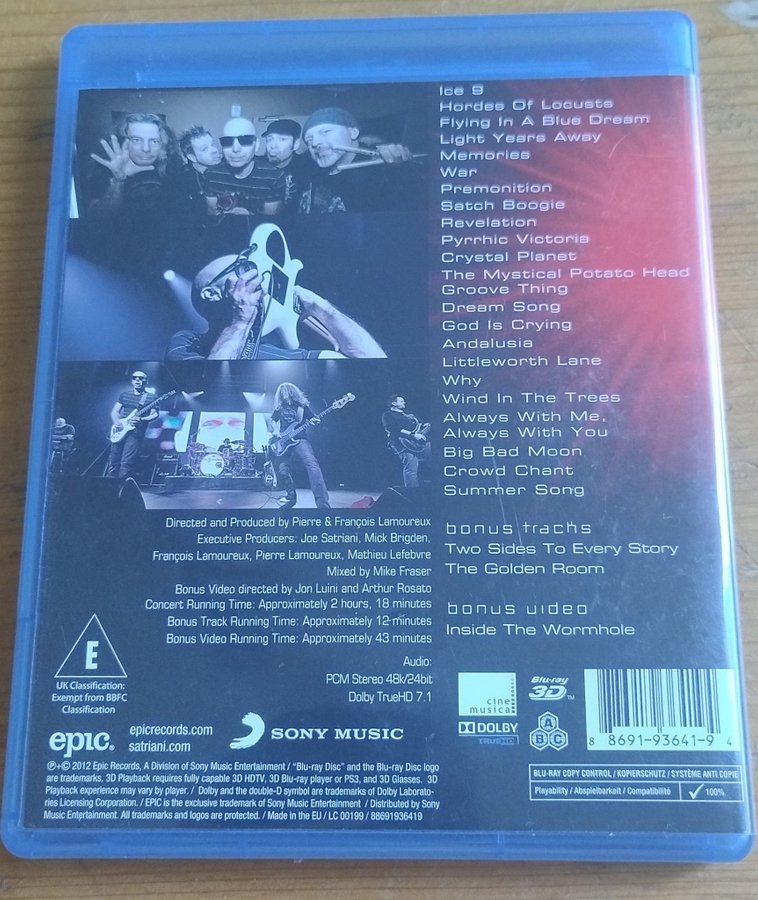 Ice 9
Hordes Of Locusts
Flying In A Blue Dream
Light Years Away
Memories
War
Premonition
Satch Boogie
Revelation
Pyrrhic Victoria
Crystal Planet
The Mystical Potato Head
Groove Thing
Dream Song
God Is Crying
Andalusia
Littleworth Lane
Why
Wind In The Trees
Always With Me,
Always With You
Big Bad Moon
Crowd Chant
Summer Song
bonus tracks
Two Sides To Every Story
The Golden Room
bonus video
Inside The Wormhole
Directed and Produced by Pierre & François Lamoureux
Executive Producers: Joe Satriani, Mick Brigden,
François Lamoureux, Pierre Lamoureux, Mathieu Lefebvre
Mixed by Mike Fraser
Bonus Video directed by Jon Luini and Arthur Rosato
Concert Running Time: Approximately 2 hours, 18 minutes
Bonus Track Running Time: Approximately 12 minutes
Bonus Video Running Time: Approximately 43 minutes
Audio:
PCM Stereo 48k/24bit
Dolby TrueHD 7.1
E
UK Classification:
Exempt from BBFC
Classification
epic.
epicrecords.com
satriani.com
SONY MUSIC
cine
musica
DOLBY
TRUEHD
Blu-ray
3D™
A B C
8 8691-93641-9 4
℗+© 2012 Epic Records, A Division of Sony Music Entertainment / "Blu-ray Disc" and the Blu-ray Disc logo
are trademarks. 3D Playback requires fully capable 3D HDTV, 3D Blu-ray player or PS3, and 3D Glasses. 3D
Playback experience may vary by player. / Dolby and the double-D symbol are trademarks of Dolby Laborato-
ries Licensing Corporation. / EPIC is the exclusive trademark of Sony Music Entertainment / Distributed by Sony
Music Entertainment. All trademarks and logos are protected. / Made in the EU / LC 00199 / 88691936419
BLU-RAY COPY CONTROL / KOPIERSCHUTZ / SYSTÈME ANTI COPIE
Playability / Abspielbarkeit / Compatibilité ✓ 100%